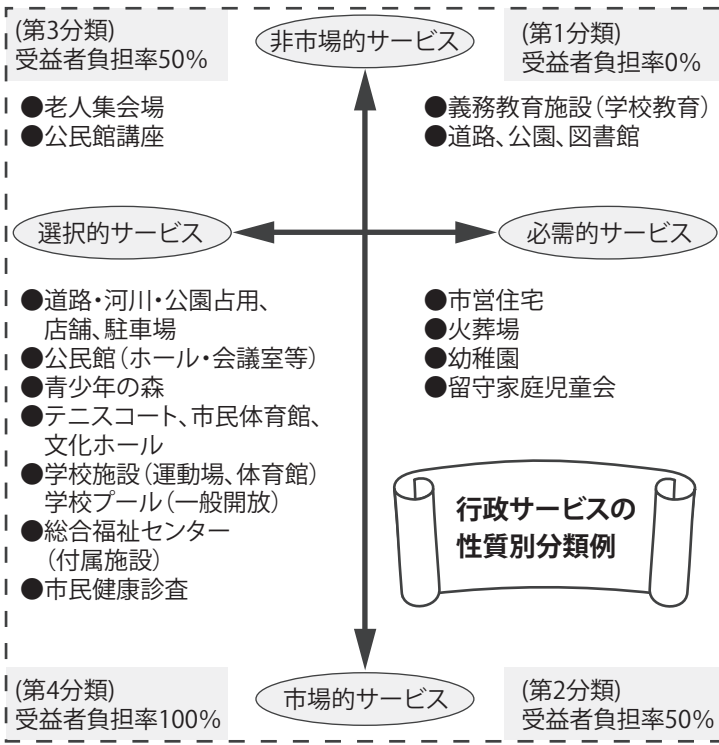 (第3分類)
受益者負担率50%
非市場的サービス
(第1分類)
受益者負担率0%
●老人集会場
●公民館講座
●義務教育施設(学校教育)
●道路、公園、図書館
選択的サービス
必需的サービス
●道路・河川・公園占用、
店舗、駐車場
●公民館(ホール・会議室等)
●青少年の森
●テニスコート、市民体育館、
文化ホール
●学校施設(運動場、体育館)
学校プール(一般開放)
●総合福祉センター
(付属施設)
●市民健康診査
●市営住宅
●火葬場
●幼稚園
●留守家庭児童会
行政サービスの
性質別分類例
(第4分類)
受益者負担率100%
市場的サービス
(第2分類)
受益者負担率50%